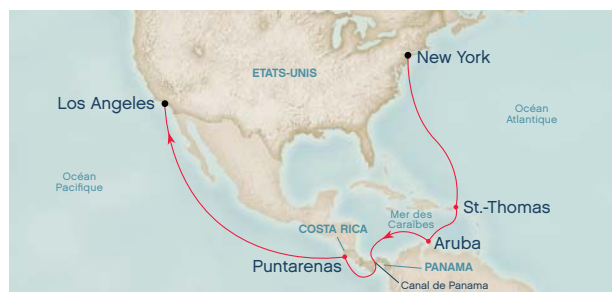 New York
ETATS-UNIS
Los Angeles
Océan
Atlantique
Océan
Pacifique
St.-Thomas
Mer des
Caraïbes
COSTA RICA
Aruba
Puntarenas
PANAMA
Canal de Panama